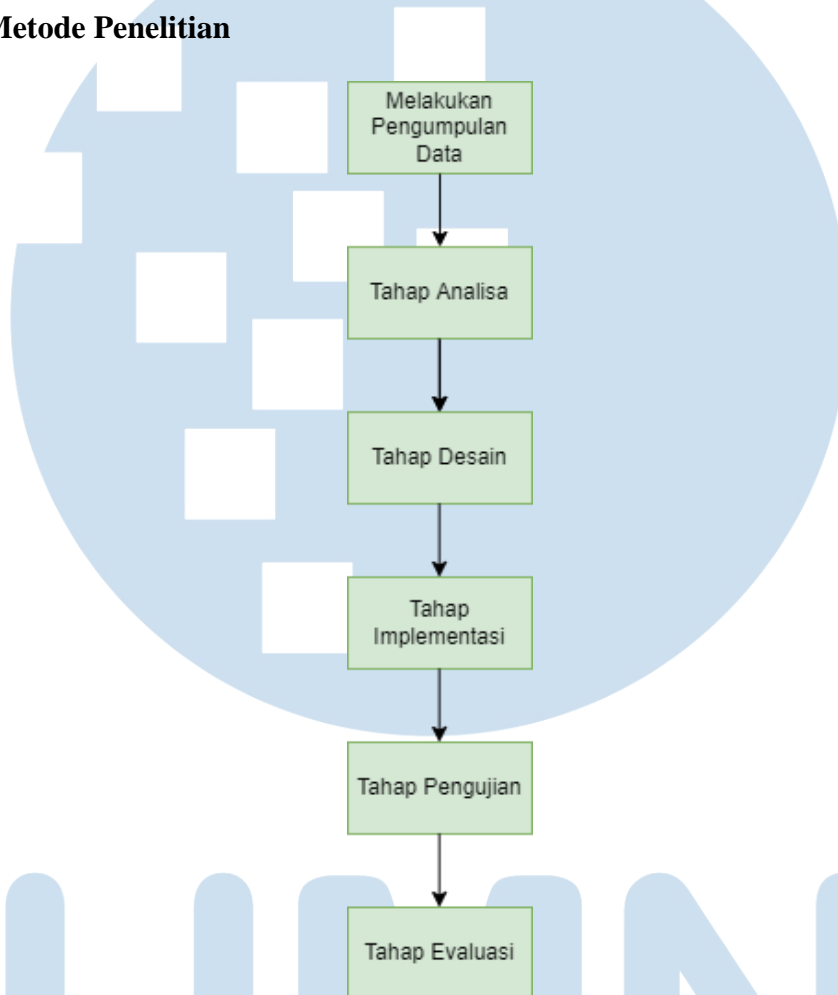 Metode Penelitian
Melakukan
Pengumpulan
Data
Tahap Analisa
Tahap Desain
Tahap
Implementasi
Tahap Pengujian
Tahap Evaluasi